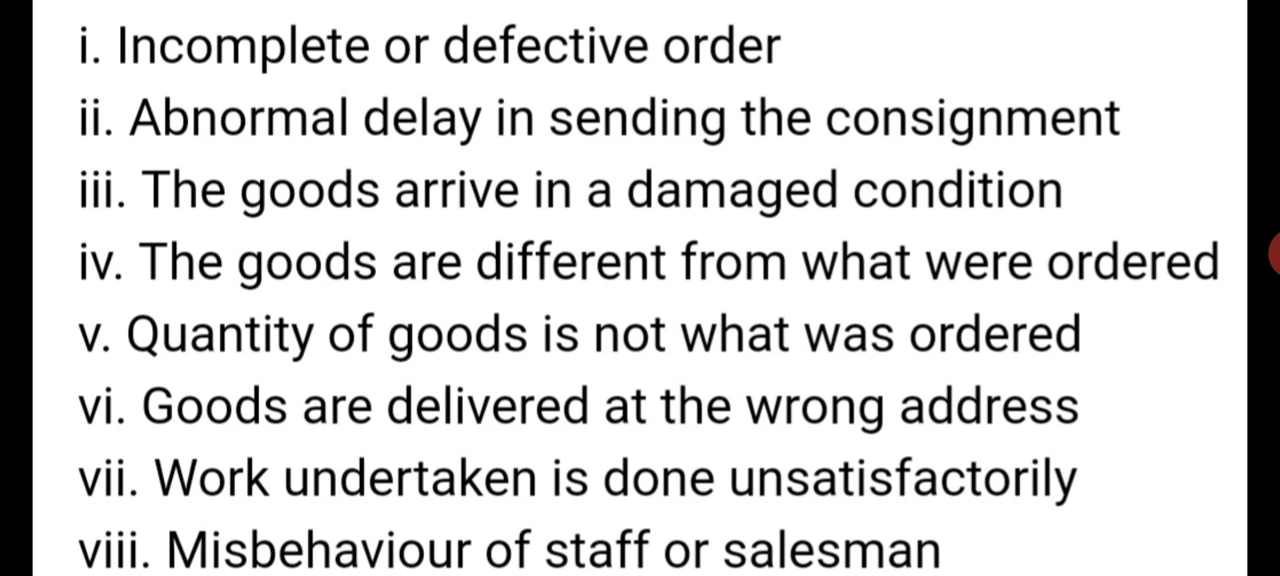 i. Incomplete or defective order
ii. Abnormal delay in sending the consignment
iii. The goods arrive in a damaged condition
iv. The goods are different from what were ordered
v. Quantity of goods is not what was ordered
vi. Goods are delivered at the wrong address
vii. Work undertaken is done unsatisfactorily
viii. Misbehaviour of staff or salesman